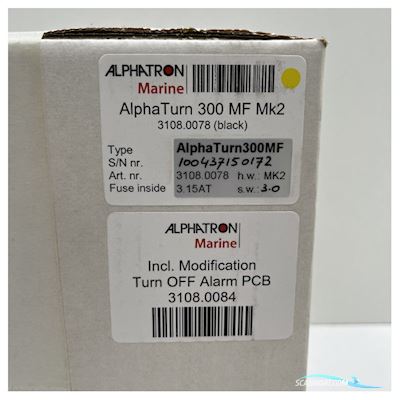 ALPHATRON
Marine
AlphaTurn 300 MF Mk2
3108.0078 (black)
Type AlphaTurn300MF
S/N nr. 100437150172
Art. nr. 3108.0078 h.w.: MK2
Fuse inside 3.15AT s.w.: 3.0
ALPHATRON
Marine
Incl. Modification
Turn OFF Alarm PCB
3108.0084